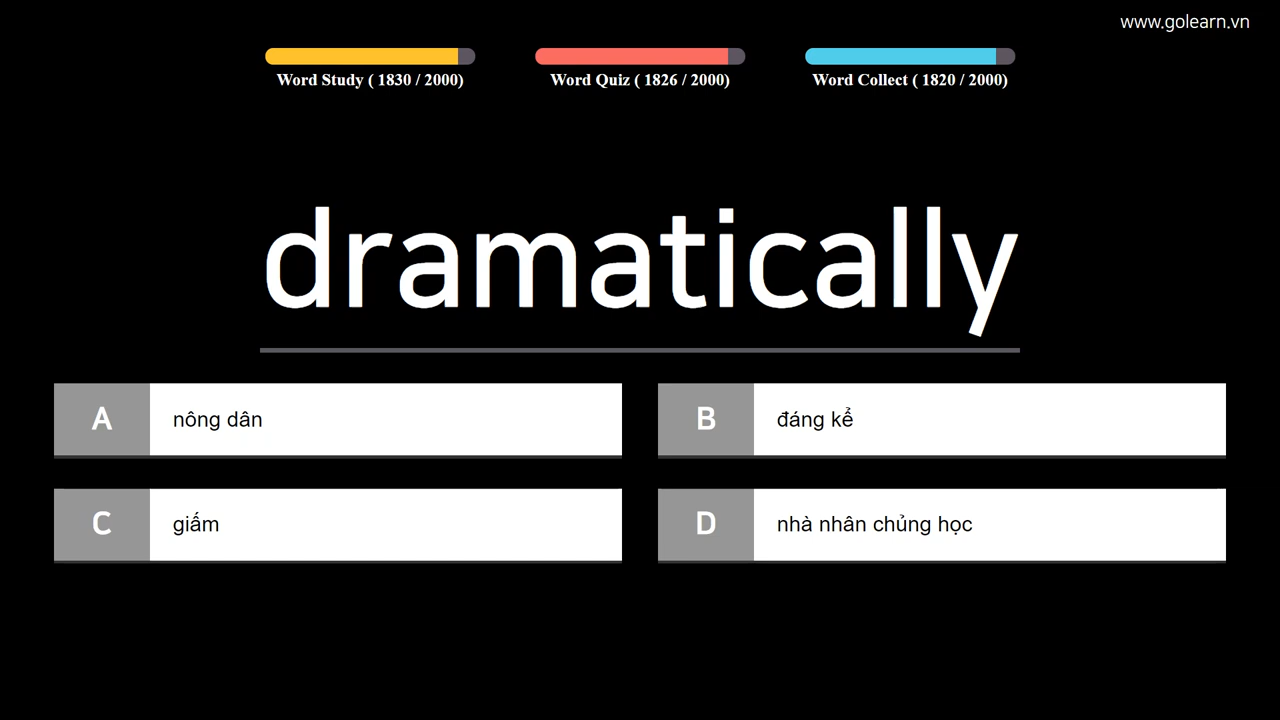 www.golearn.vn
Word Study ( 1830 / 2000)
Word Quiz ( 1826 / 2000)
Word Collect ( 1820 / 2000)
dramatically
A nông dân
B đáng kể
C giấm
D nhà nhân chủng học